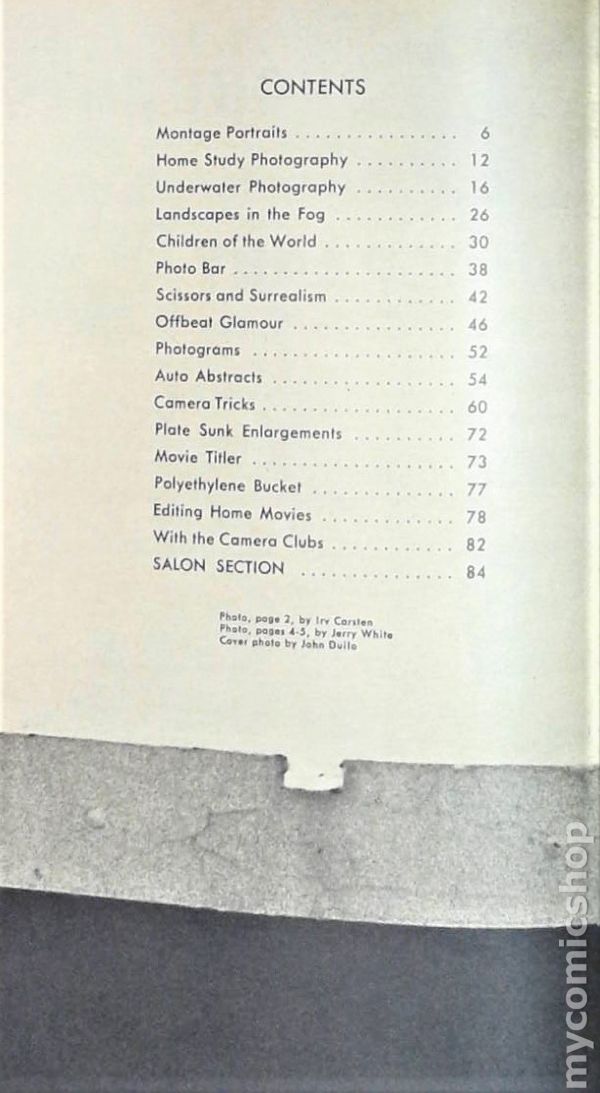 CONTENTS
Montage Portraits . . . . . . . . . . . . . . . . 6
Home Study Photography . . . . . . . . . . 12
Underwater Photography . . . . . . . . . . 16
Landscapes in the Fog . . . . . . . . . . . . 26
Children of the World . . . . . . . . . . . . . 30
Photo Bar . . . . . . . . . . . . . . . . . . . . . . . 38
Scissors and Surrealism . . . . . . . . . . . . 42
Offbeat Glamour . . . . . . . . . . . . . . . . 46
Photograms . . . . . . . . . . . . . . . . . . . . 52
Auto Abstracts . . . . . . . . . . . . . . . . . . 54
Camera Tricks . . . . . . . . . . . . . . . . . . . 60
Plate Sunk Enlargements . . . . . . . . . . 72
Movie Titler . . . . . . . . . . . . . . . . . . . . 73
Polyethylene Bucket . . . . . . . . . . . . . . 77
Editing Home Movies . . . . . . . . . . . . . 78
With the Camera Clubs . . . . . . . . . . . . 82
SALON SECTION . . . . . . . . . . . . . . . 84
Photo, page 2, by Irv Carsten
Photo, pages 4-5, by Jerry White
Cover photo by John Duilo
mycomicshop